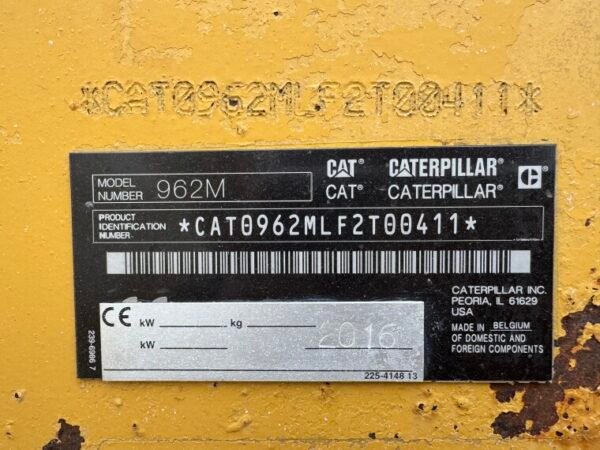 *CAT0962MLF2T00411*
CAT® CATERPILLAR® C
MODEL NUMBER 962M CAT® CATERPILLAR®
PRODUCT IDENTIFICATION NUMBER *CAT0962MLF2T00411*
CATERPILLAR INC.
PEORIA, IL 61629
USA
MADE IN BELGIUM
OF DOMESTIC AND
FOREIGN COMPONENTS
CE kW kg
kW 2016
225-4148 13
239-6986 7